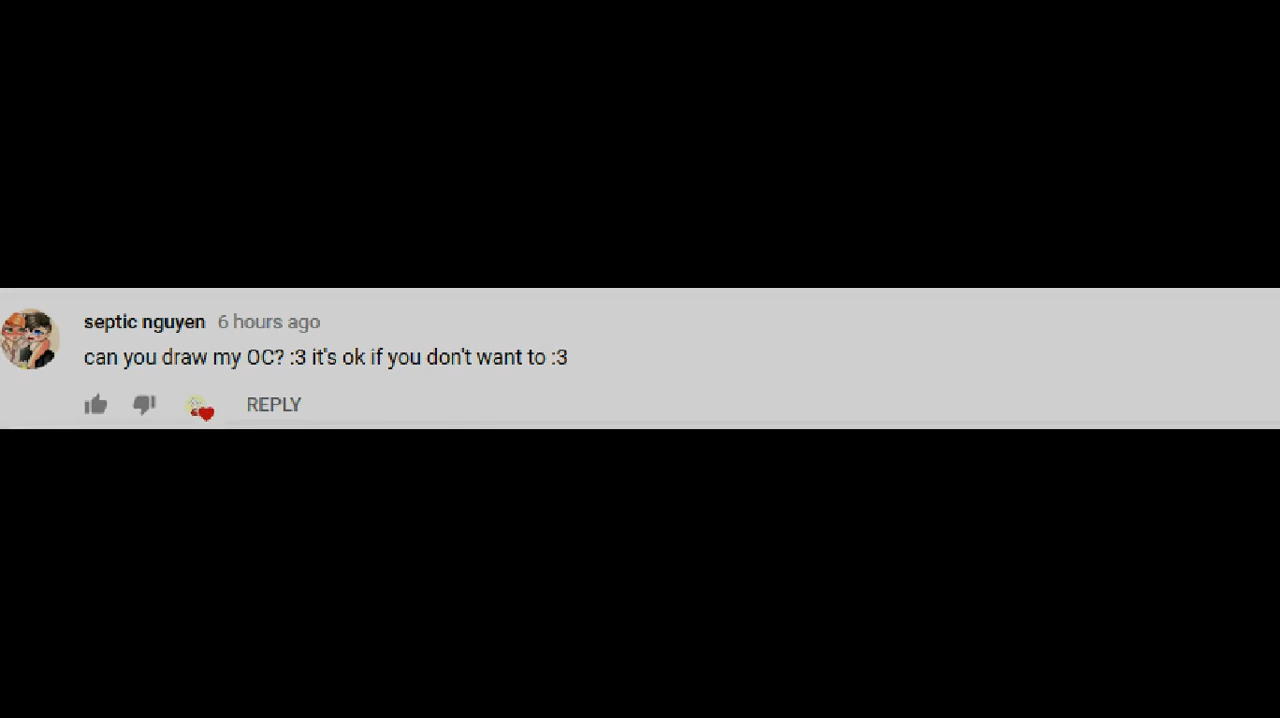 septic nguyen 6 hours ago
can you draw my OC? :3 it's ok if you don't want to :3
REPLY